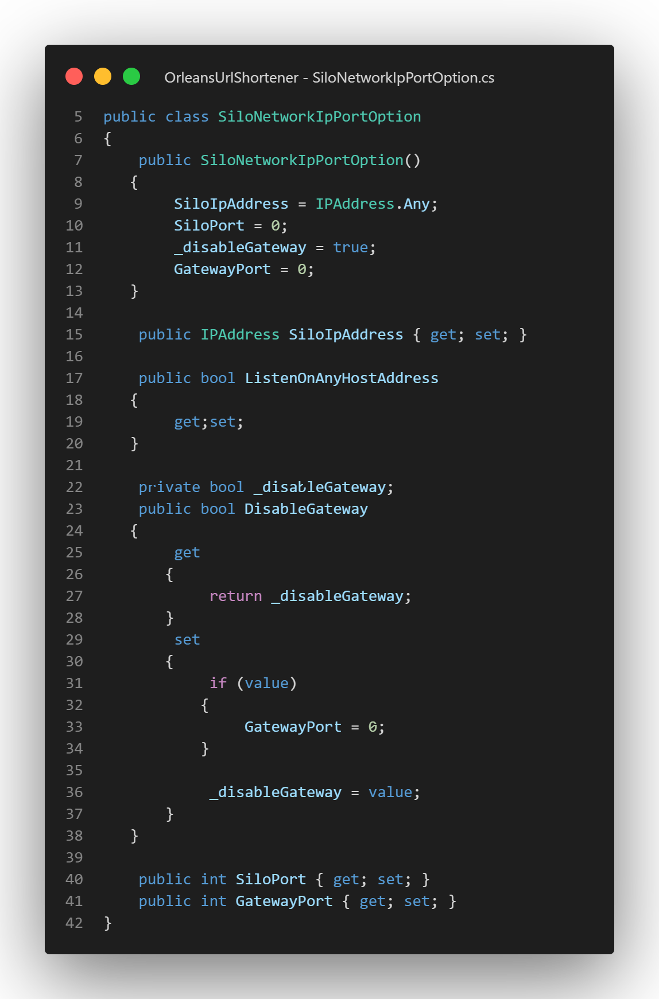 OrleansUrlShortener - SiloNetworkIpPortOption.cs
5 public class SiloNetworkIpPortOption
6 {
7     public SiloNetworkIpPortOption()
8    {
9         SiloIpAddress = IPAddress.Any;
10         SiloPort = 0;
11         _disableGateway = true;
12         GatewayPort = 0;
13    }
14
15     public IPAddress SiloIpAddress { get; set; }
16
17     public bool ListenOnAnyHostAddress
18    {
19         get;set;
20    }
21
22     private bool _disableGateway;
23     public bool DisableGateway
24    {
25         get
26        {
27             return _disableGateway;
28        }
29         set
30        {
31             if (value)
32            {
33                 GatewayPort = 0;
34            }
35
36             _disableGateway = value;
37        }
38    }
39
40     public int SiloPort { get; set; }
41     public int GatewayPort { get; set; }
42 }